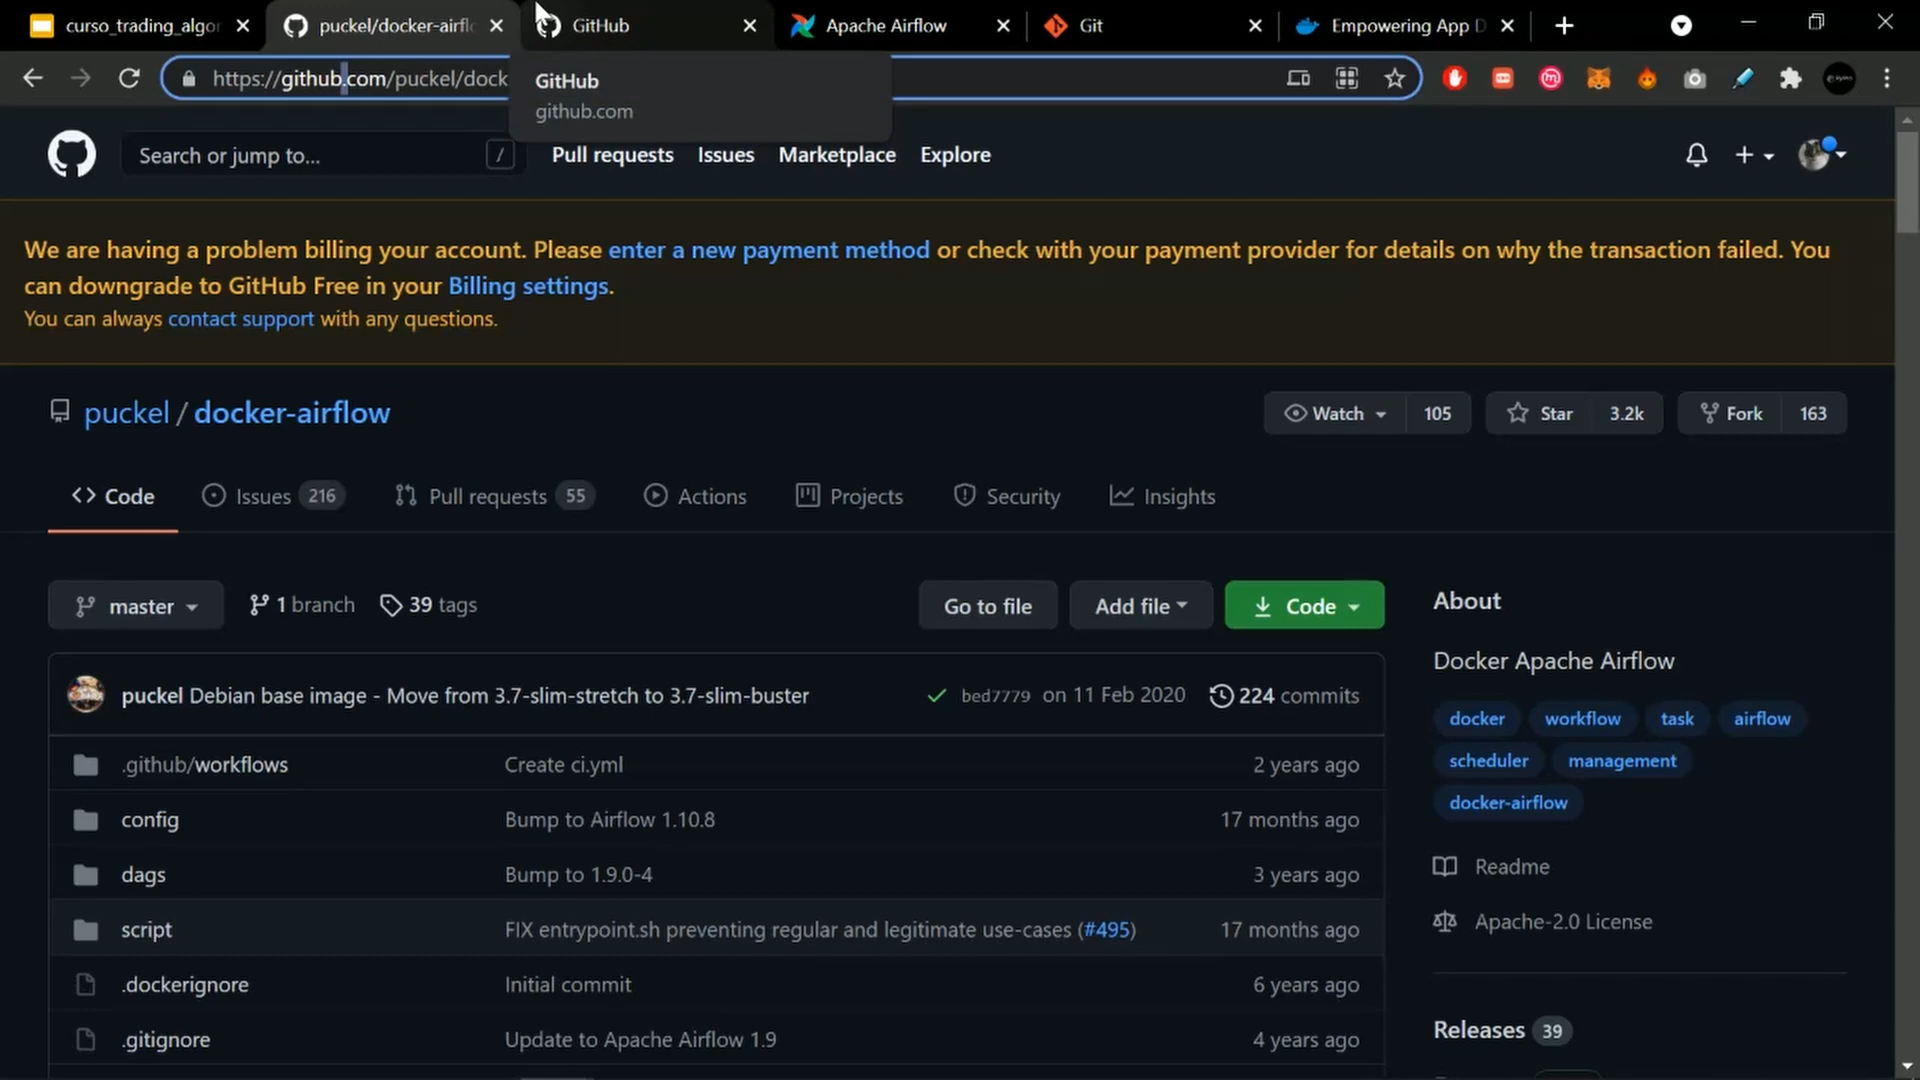 curso_trading_algor
puckel/docker-airflo
GitHub
Apache Airflow
Git
Empowering App D
https://github.com/puckel/dock
GitHub
github.com
Search or jump to...
/
Pull requests
Issues
Marketplace
Explore
We are having a problem billing your account. Please enter a new payment method or check with your payment provider for details on why the transaction failed. You
can downgrade to GitHub Free in your Billing settings.
You can always contact support with any questions.
puckel / docker-airflow
Watch 105
Star 3.2k
Fork 163
Code
Issues 216
Pull requests 55
Actions
Projects
Security
Insights
master
1 branch
39 tags
Go to file
Add file
Code
About
Docker Apache Airflow
puckel Debian base image - Move from 3.7-slim-stretch to 3.7-slim-buster
bed7779 on 11 Feb 2020
224 commits
docker workflow task airflow
scheduler management
docker-airflow
.github/workflows Create ci.yml 2 years ago
config Bump to Airflow 1.10.8 17 months ago
dags Bump to 1.9.0-4 3 years ago
script FIX entrypoint.sh preventing regular and legitimate use-cases (#495) 17 months ago
.dockerignore Initial commit 6 years ago
.gitignore Update to Apache Airflow 1.9 4 years ago
Readme
Apache-2.0 License
Releases 39